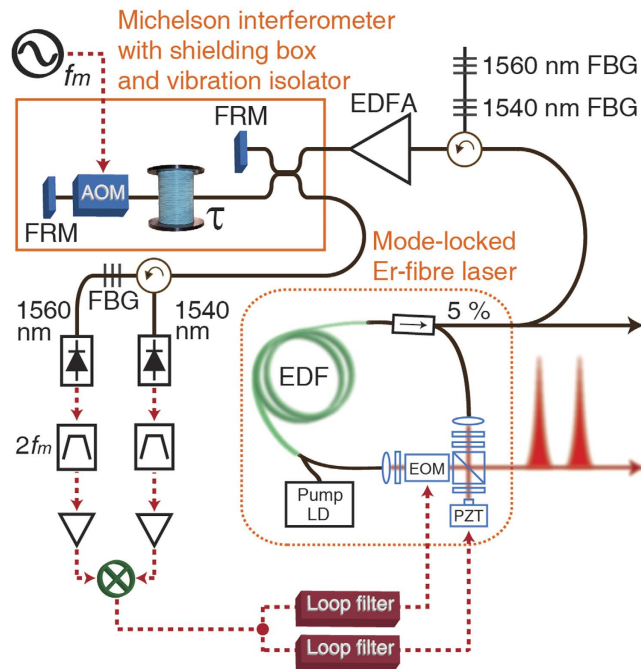 Michelson interferometer
with shielding box
and vibration isolator
fm
1560 nm FBG
1540 nm FBG
EDFA
FRM
AOM
FRM
τ
Mode-locked
Er-fibre laser
FBG
1560
nm
1540
nm
5 %
EDF
2fm
EOM
Pump
LD
PZT
Loop filter
Loop filter